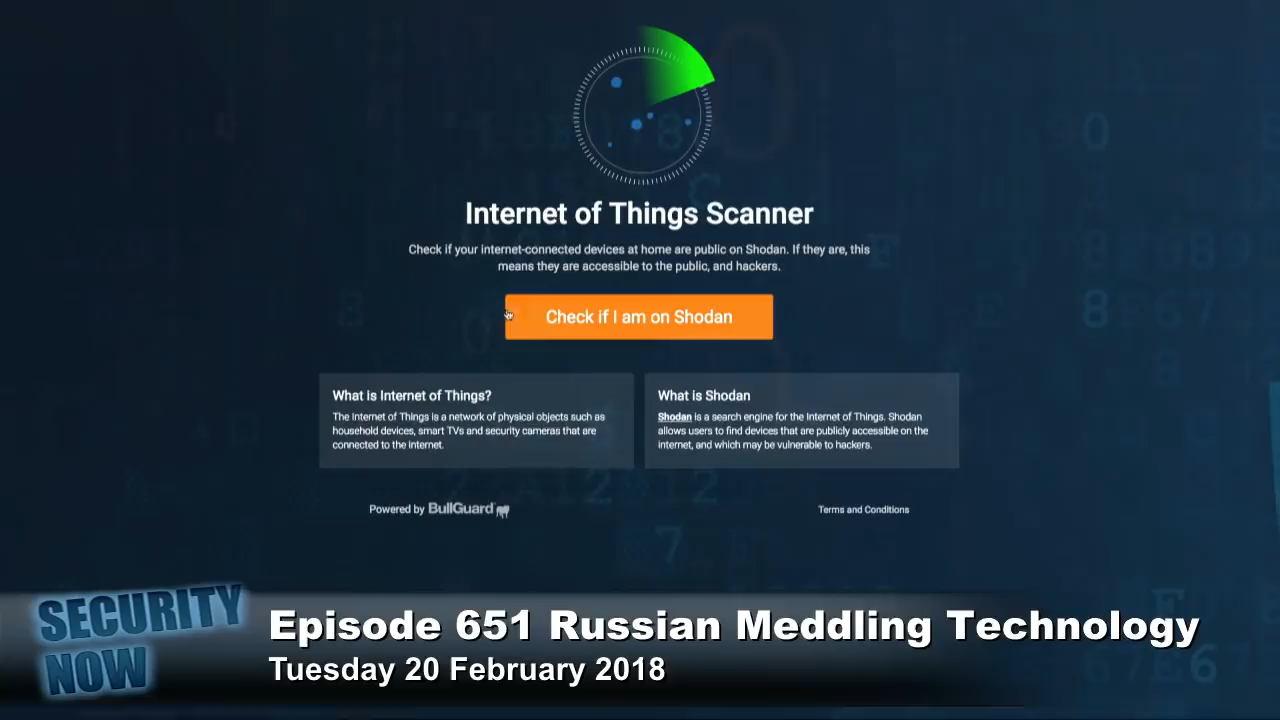 Internet of Things Scanner
Check if your internet-connected devices at home are public on Shodan. If they are, this
means they are accessible to the public, and hackers.
Check if I am on Shodan
What is Internet of Things?
The Internet of Things is a network of physical objects such as
household devices, smart TVs and security cameras that are
connected to the internet.
What is Shodan
Shodan is a search engine for the Internet of Things. Shodan
allows users to find devices that are publicly accessible on the
internet, and which may be vulnerable to hackers.
Powered by BullGuard
Terms and Conditions
SECURITY
NOW
Episode 651 Russian Meddling Technology
Tuesday 20 February 2018